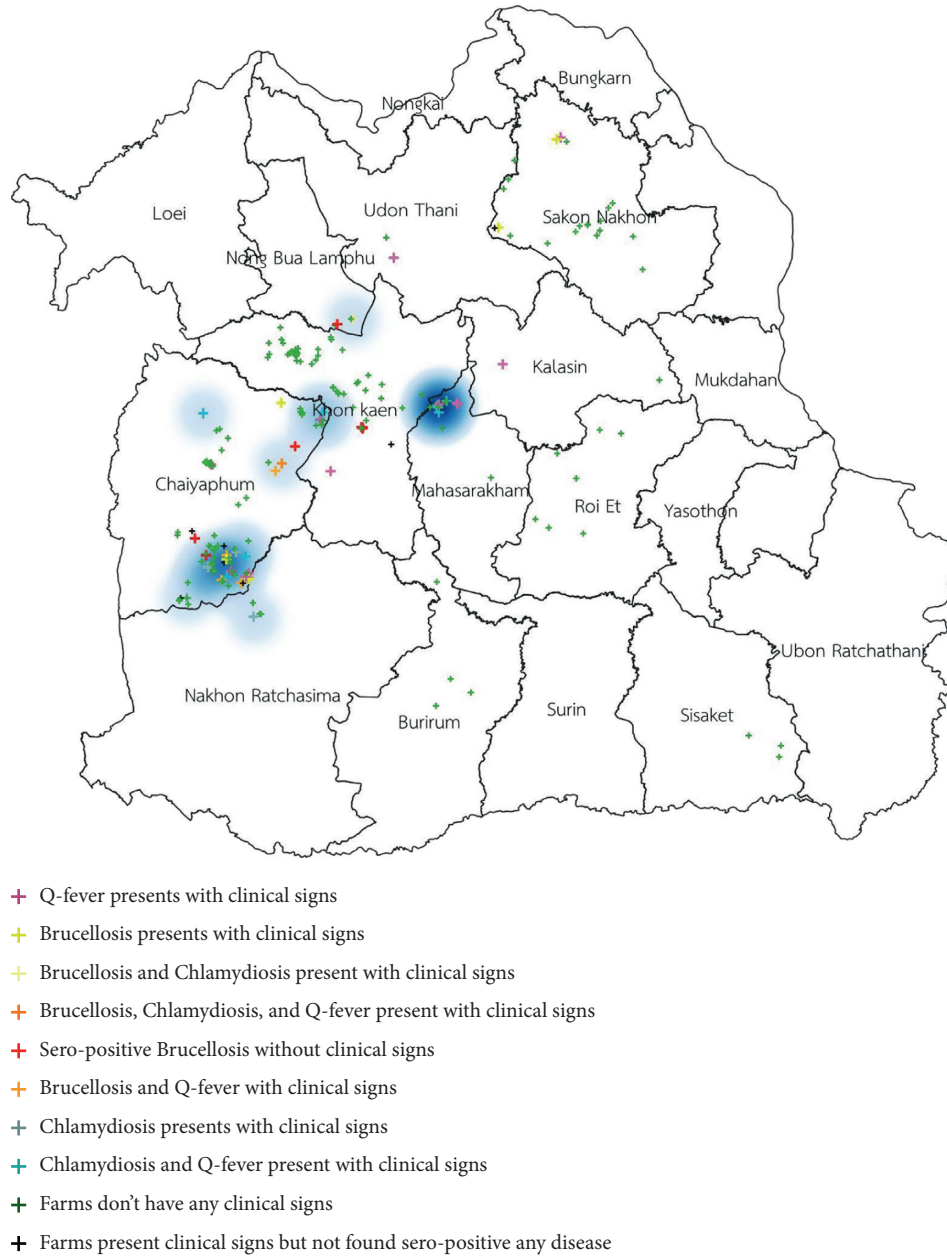 Bungkarn
Nongkai
Loei
Udon Thani
Sakon Nakhon
Nong Bua Lamphu
Kalasin
Mukdahan
Khon kaen
Chaiyaphum
Mahasarakham
Roi Et
Yasothon
Ubon Ratchathani
Nakhon Ratchasima
Burirum
Surin
Sisaket
Q-fever presents with clinical signs
Brucellosis presents with clinical signs
Brucellosis and Chlamydiosis present with clinical signs
Brucellosis, Chlamydiosis, and Q-fever present with clinical signs
Sero-positive Brucellosis without clinical signs
Brucellosis and Q-fever with clinical signs
Chlamydiosis presents with clinical signs
Chlamydiosis and Q-fever present with clinical signs
Farms don't have any clinical signs
Farms present clinical signs but not found sero-positive any disease